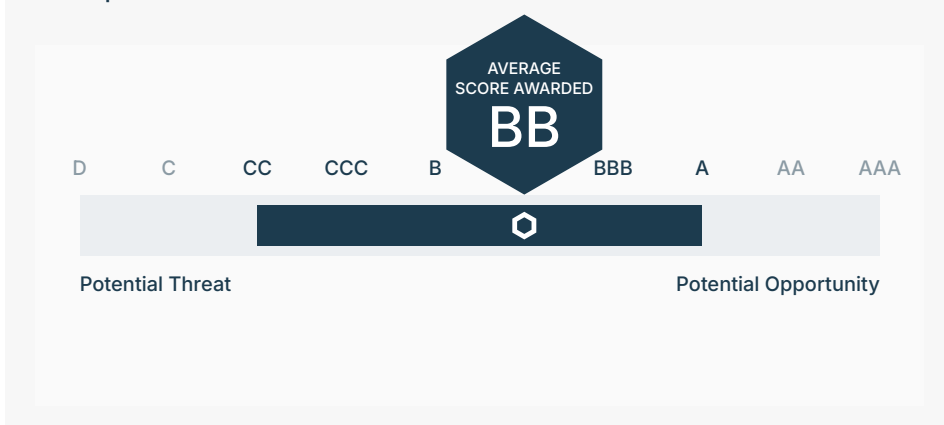 AVERAGE
SCORE AWARDED
BB
D C CC CCC B BBB A AA AAA
Potential Threat Potential Opportunity